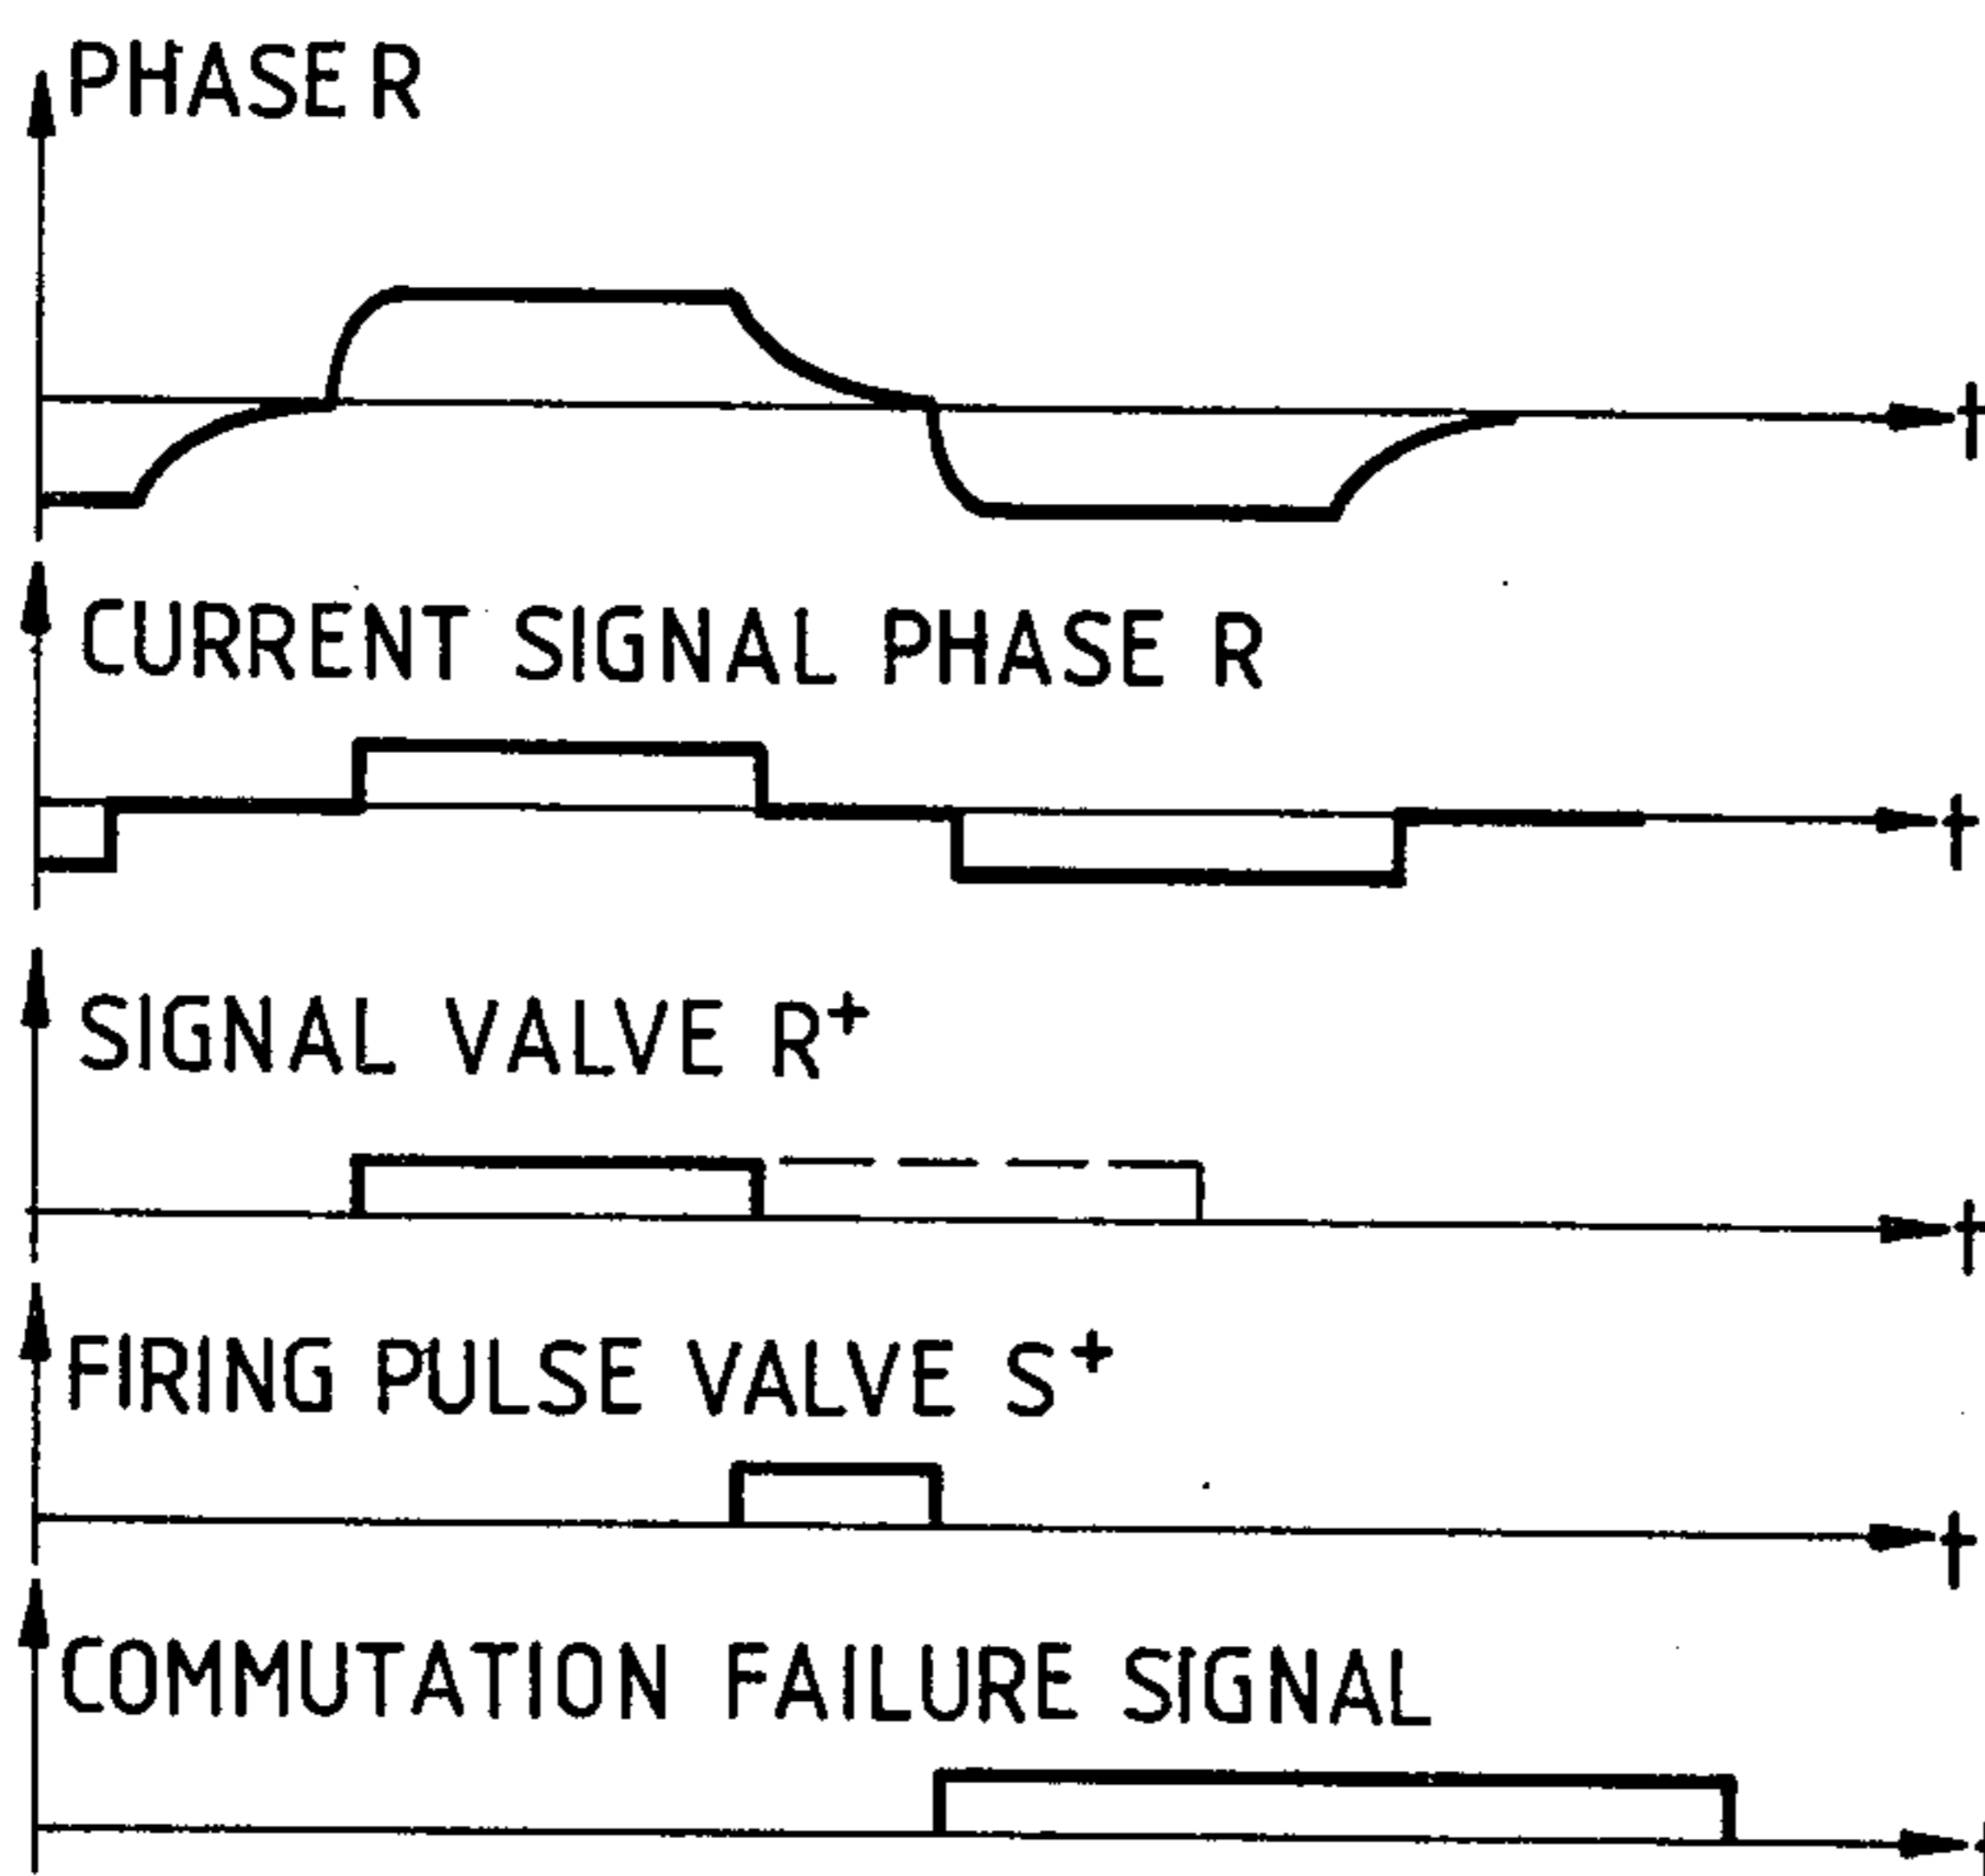 PHASE R
t
CURRENT SIGNAL PHASE R
t
SIGNAL VALVE R+
t
FIRING PULSE VALVE S+
t
COMMUTATION FAILURE SIGNAL